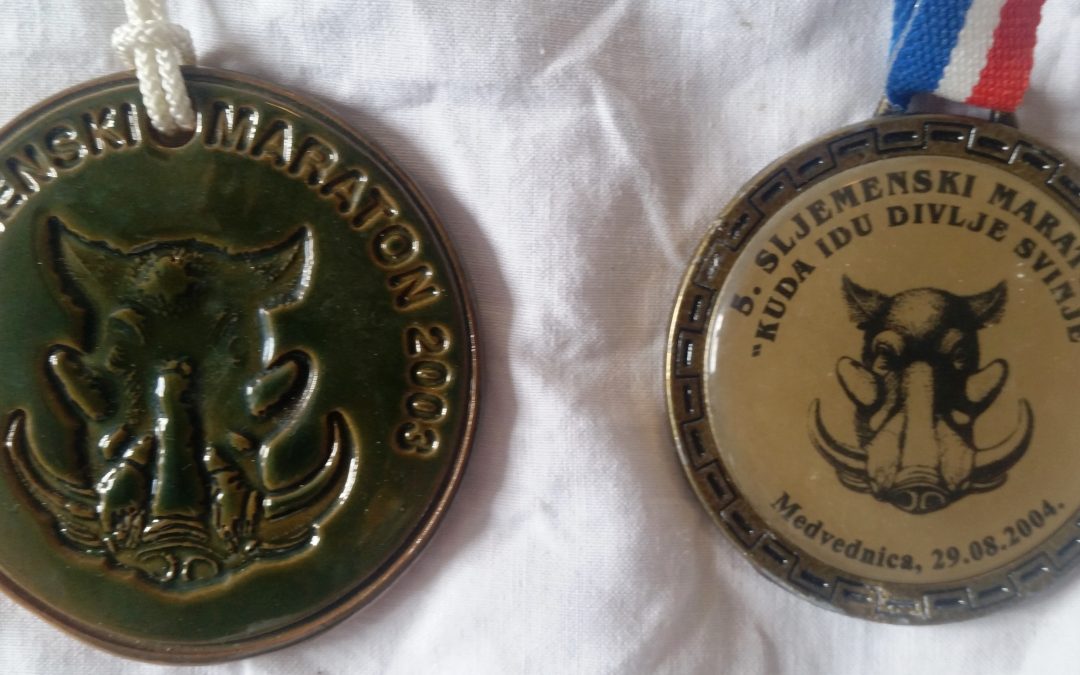 ENSKI MARATON 2003
5. SLJEMENSKI MARAT
"KUDA IDU DIVLJE SVINJE
Medvednica, 29.08.2004.